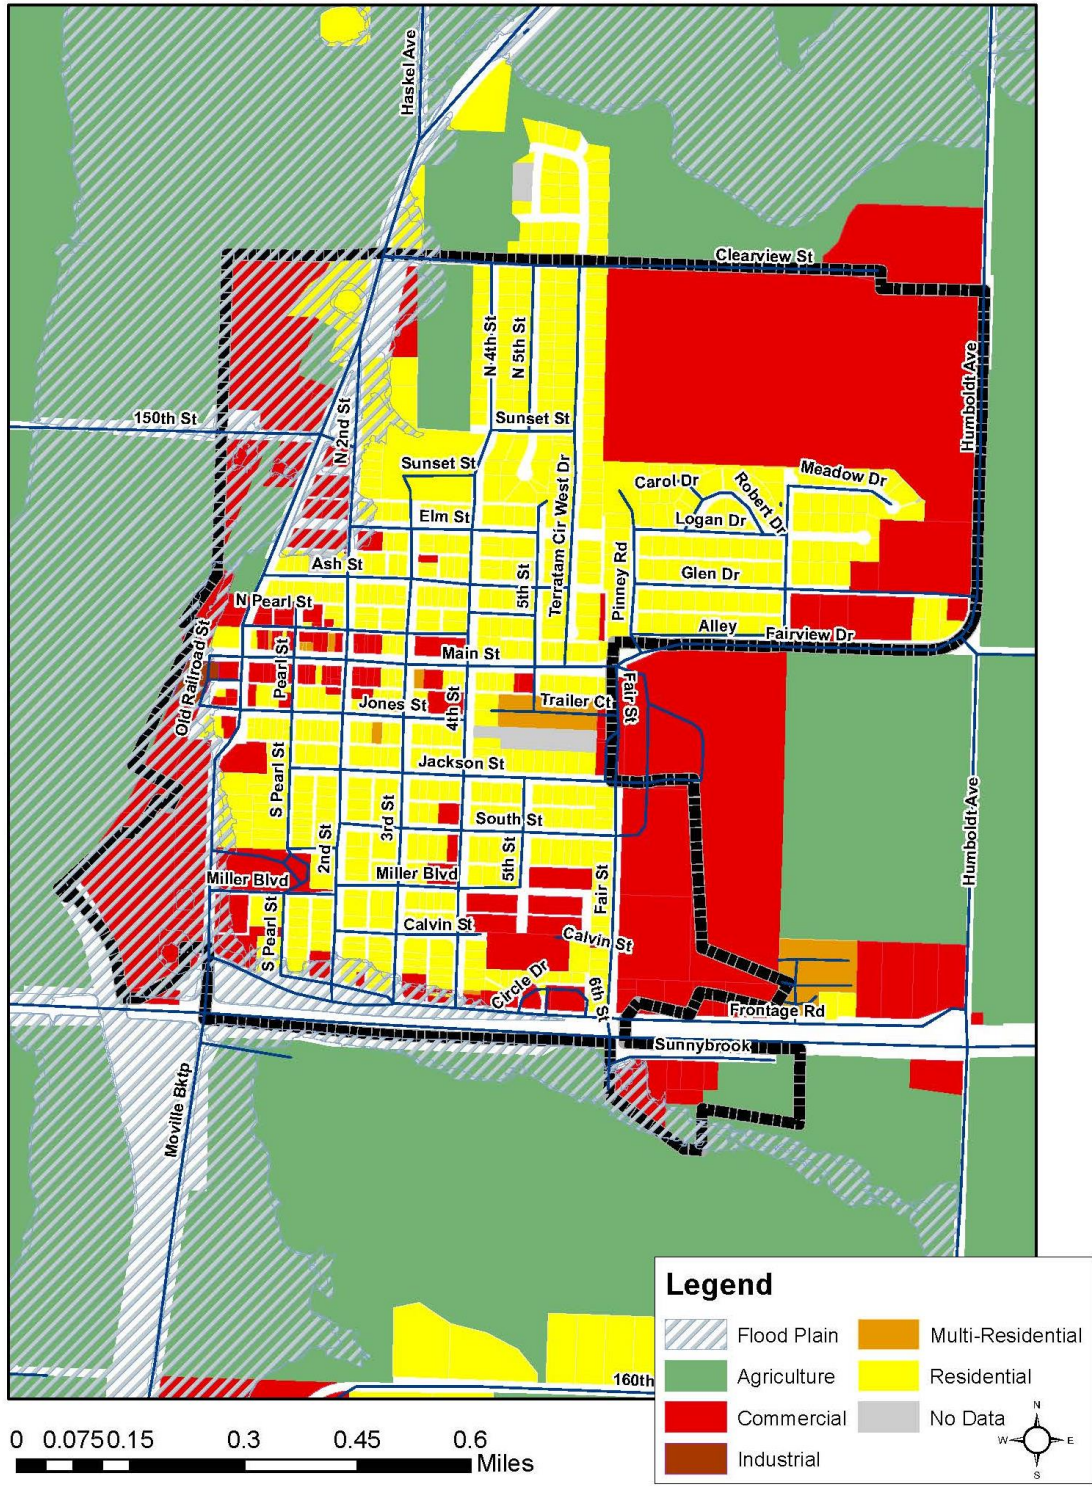 Haskel Ave
Clearview St
N 4th St
N 5th St
Humboldt Ave
150th St
N 2nd St
Sunset St
Sunset St
Carol Dr
Robert Dr
Meadow Dr
Elm St
Logan Dr
Terratam Cir West Dr
Ash St
5th St
Pinney Rd
Glen Dr
N Pearl St
Alley
Fairview Dr
Old Railroad St
Pearl St
Main St
Fair St
Trailer Ct
Jones St
4th St
Jackson St
S Pearl St
3rd St
South St
Humboldt Ave
2nd St
5th St
Miller Blvd
Miller Blvd
Fair St
S Pearl St
Calvin St
Calvin St
Circle Dr
6th St
Frontage Rd
Sunnybrook
Moville Bktp
160th
Legend
Flood Plain
Multi-Residential
Agriculture
Residential
Commercial
No Data
Industrial
N
W E
S
0 0.075 0.15 0.3 0.45 0.6
Miles